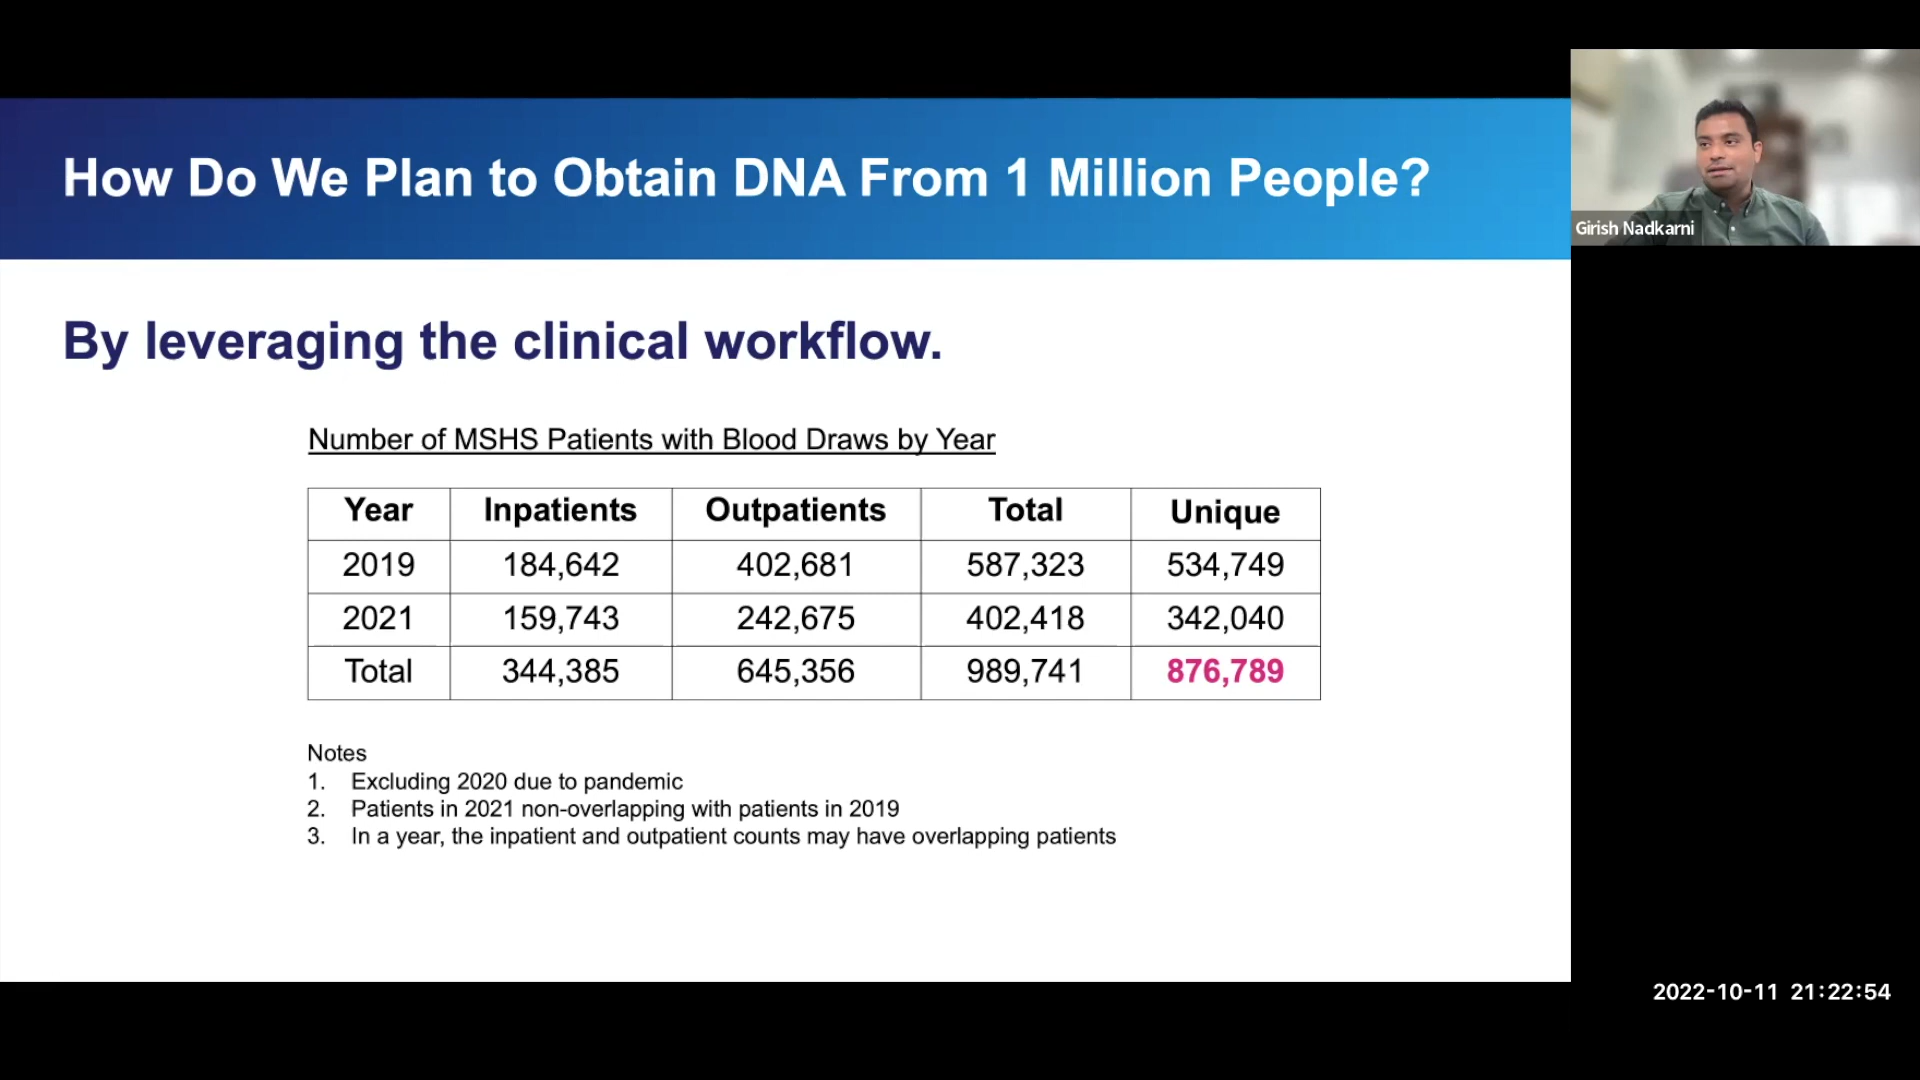 How Do We Plan to Obtain DNA From 1 Million People?
Girish Nadkarni
By leveraging the clinical workflow.
Number of MSHS Patients with Blood Draws by Year
Year Inpatients Outpatients Total Unique
2019 184,642 402,681 587,323 534,749
2021 159,743 242,675 402,418 342,040
Total 344,385 645,356 989,741 876,789
Notes
1. Excluding 2020 due to pandemic
2. Patients in 2021 non-overlapping with patients in 2019
3. In a year, the inpatient and outpatient counts may have overlapping patients
2022-10-11 21:22:54